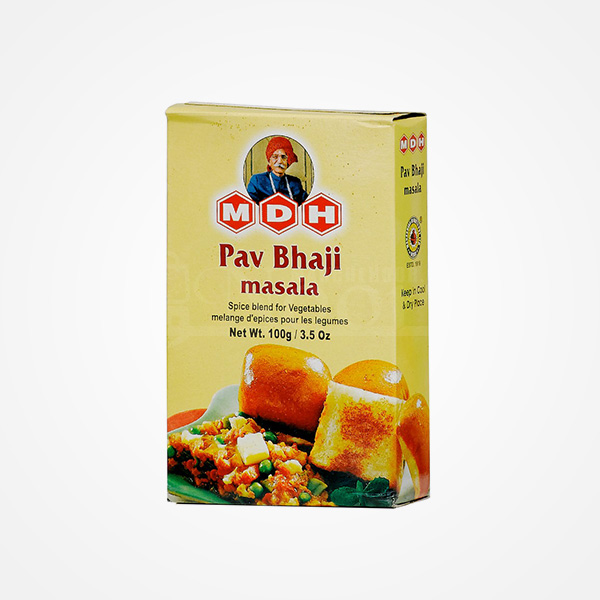 MDH
Pav Bhaji
masala
Spice blend for Vegetables
melange d'epices pour les legumes
Net Wt. 100g / 3.5 Oz
MDH
Pav Bhaji
masala
ESTD. 1919
Keep in Cool
& Dry Place